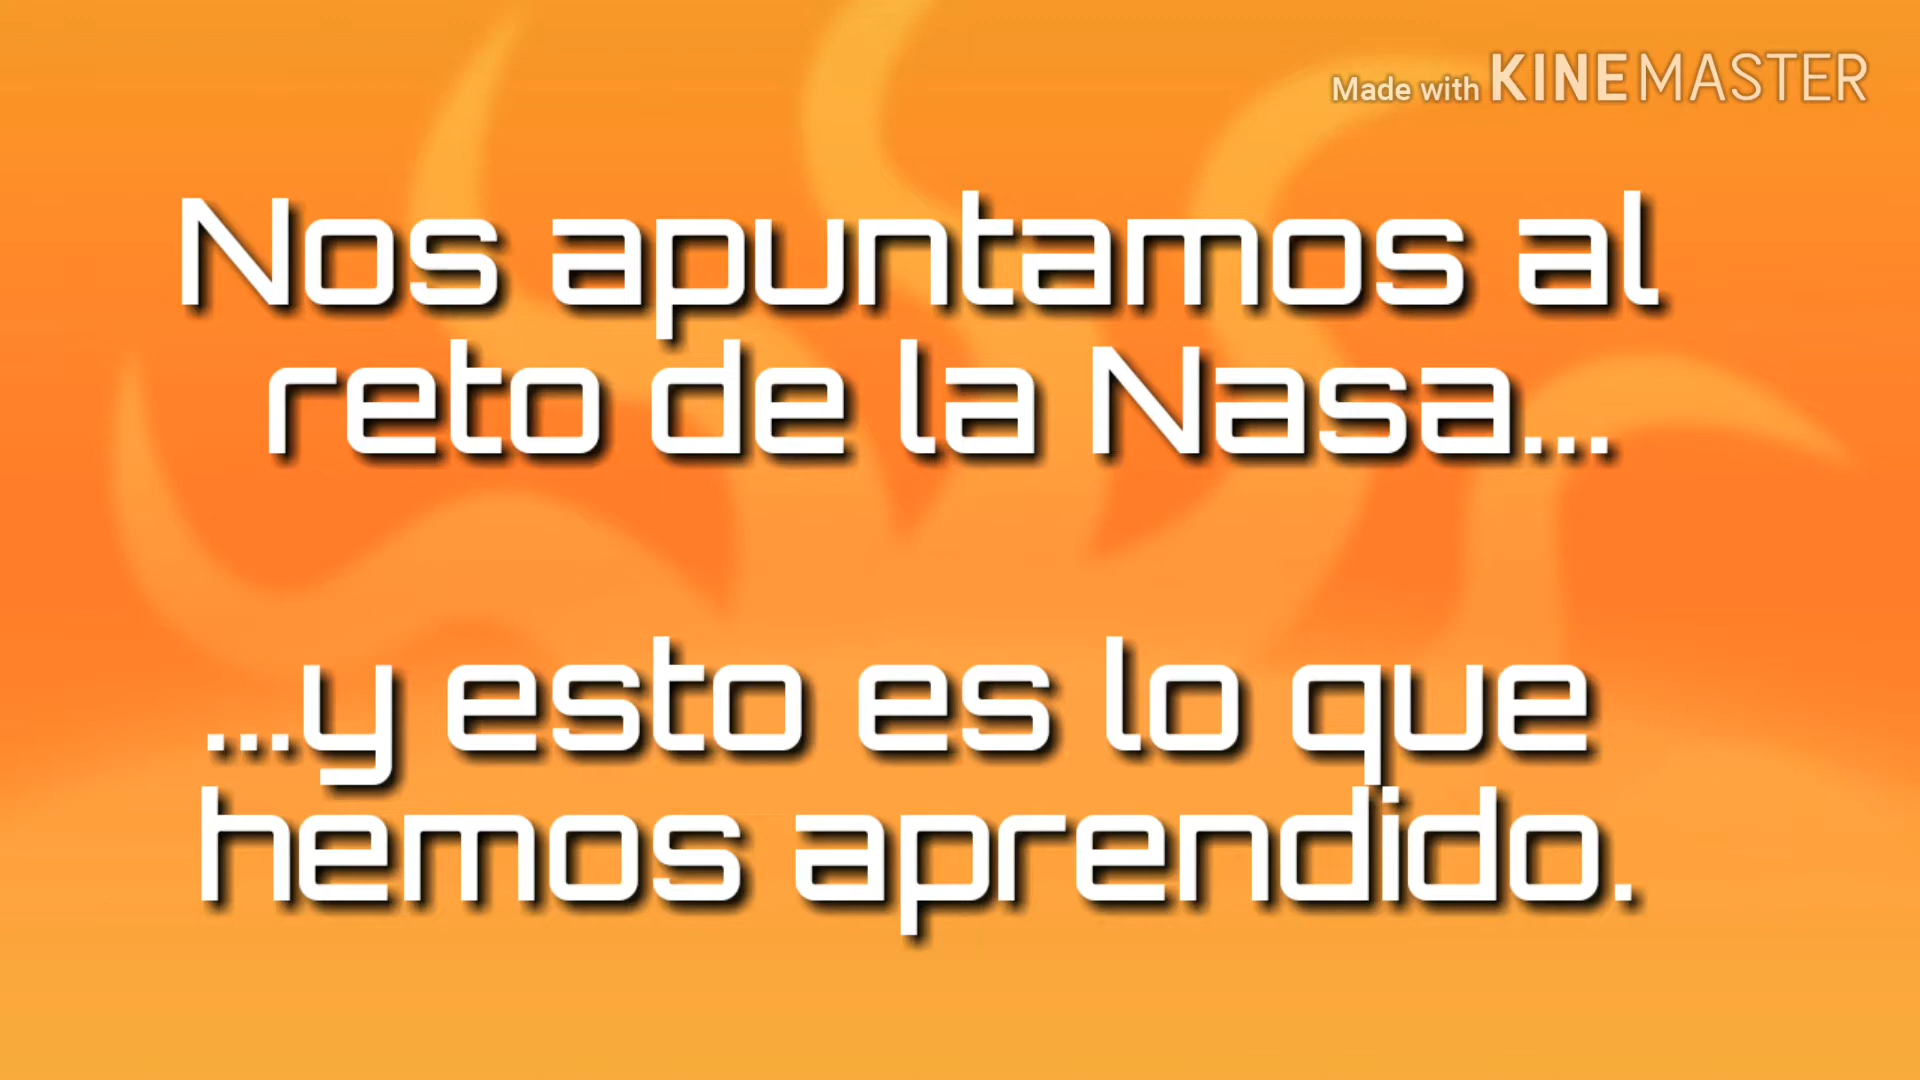 Made with KINEMASTER
Nos apuntamos al
reto de la Nasa...
...y esto es lo que
hemos aprendido.